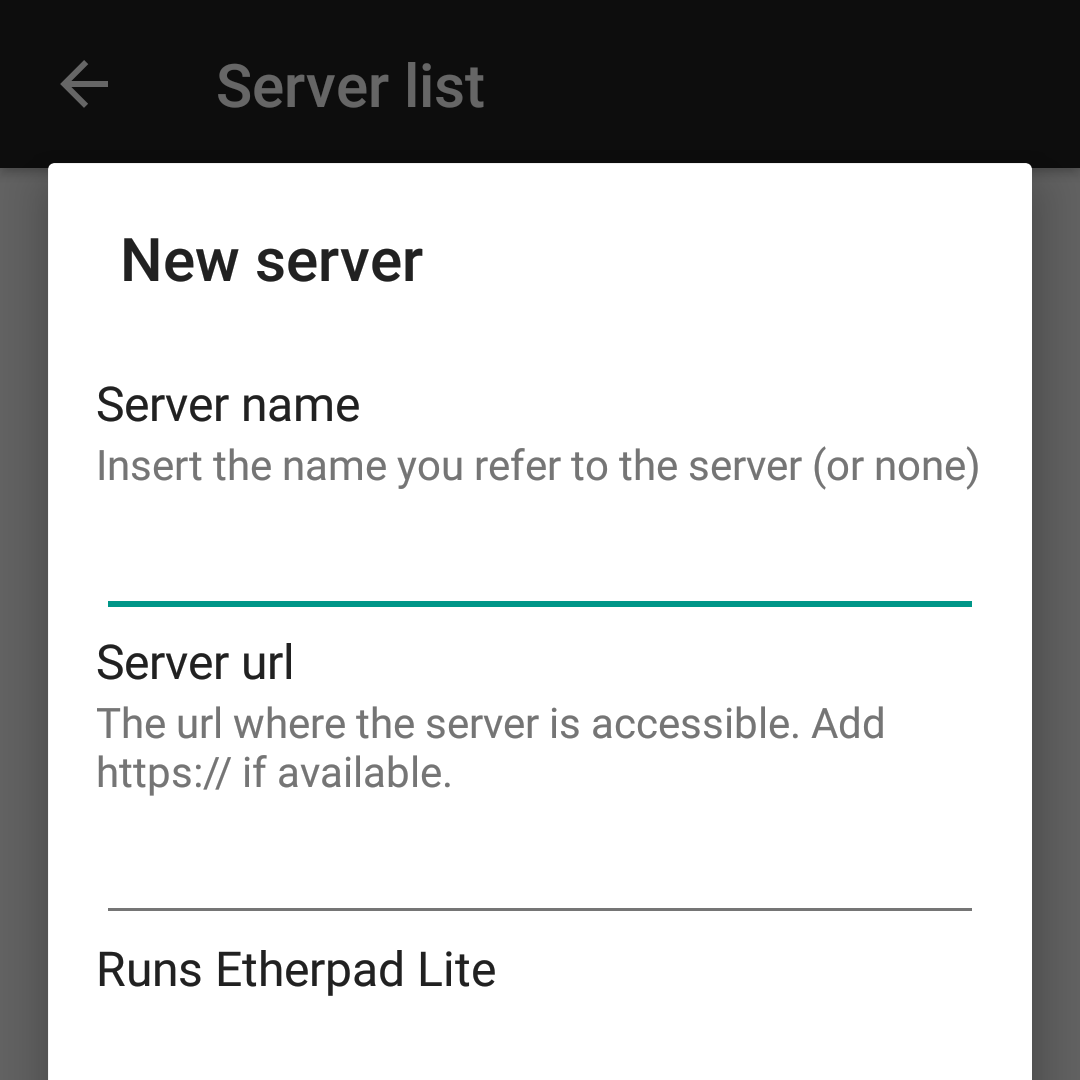 Server list
New server
Server name
Insert the name you refer to the server (or none)
Server url
The url where the server is accessible. Add
https:// if available.
Runs Etherpad Lite